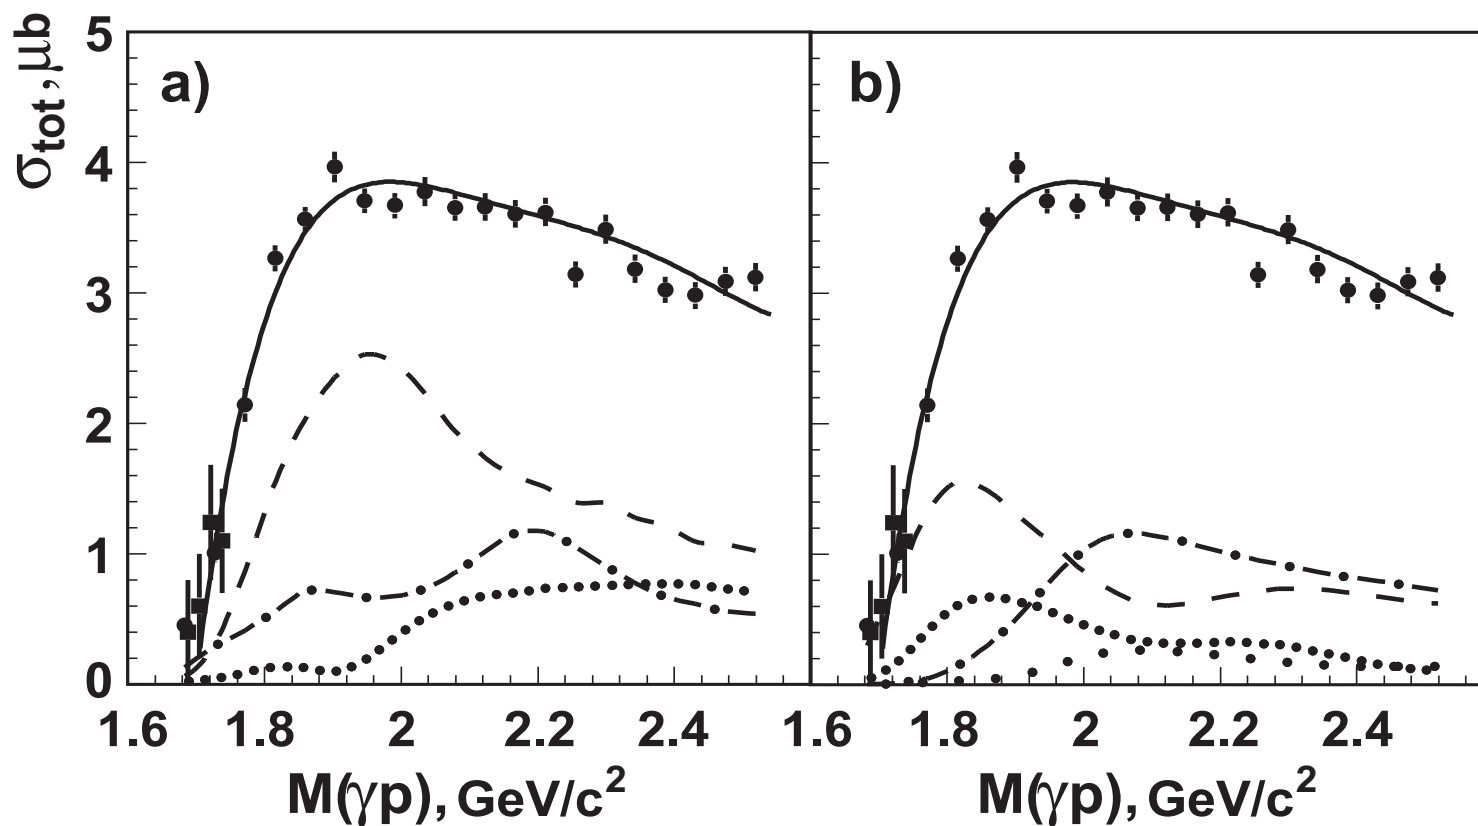 σtot, μb
a)
b)
5
4
3
2
1
0
1.6 1.8 2 2.2 2.4 1.6 1.8 2 2.2 2.4
M(γp), GeV/c² M(γp), GeV/c²